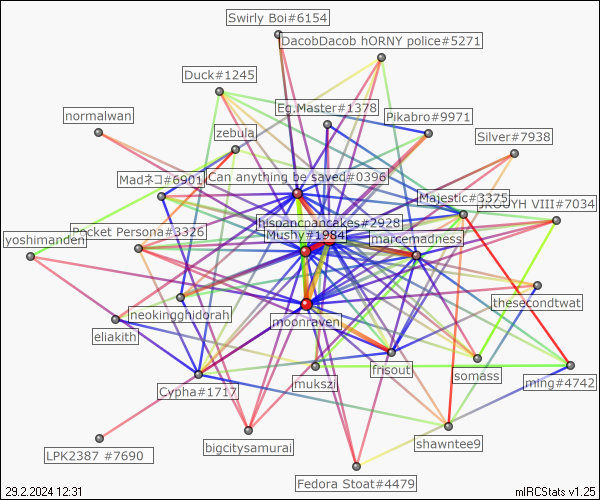 Swirly Boi#6154
DacobDacob hORNY police#5271
Duck#1245
Eg.Master#1378
normalwan
Pikabro#9971
zebula
Silver#7938
Madネコ#6901
Can anything be saved#0396
Majestic#3375
VIII#7034
hispanicpancakes#2928
Pocket Persona#3326
Mushy#1984
marcemadness
yoshimanden
thesecondtwat
neokingghidorah
moonraven
eliakith
frisout
somass
mukszii
ming#4742
Cypha#1717
shawntee9
bigcitysamurai
LPK2387 #7690
Fedora Stoat#4479
29.2.2024 12:31
mIRCStats v1.25